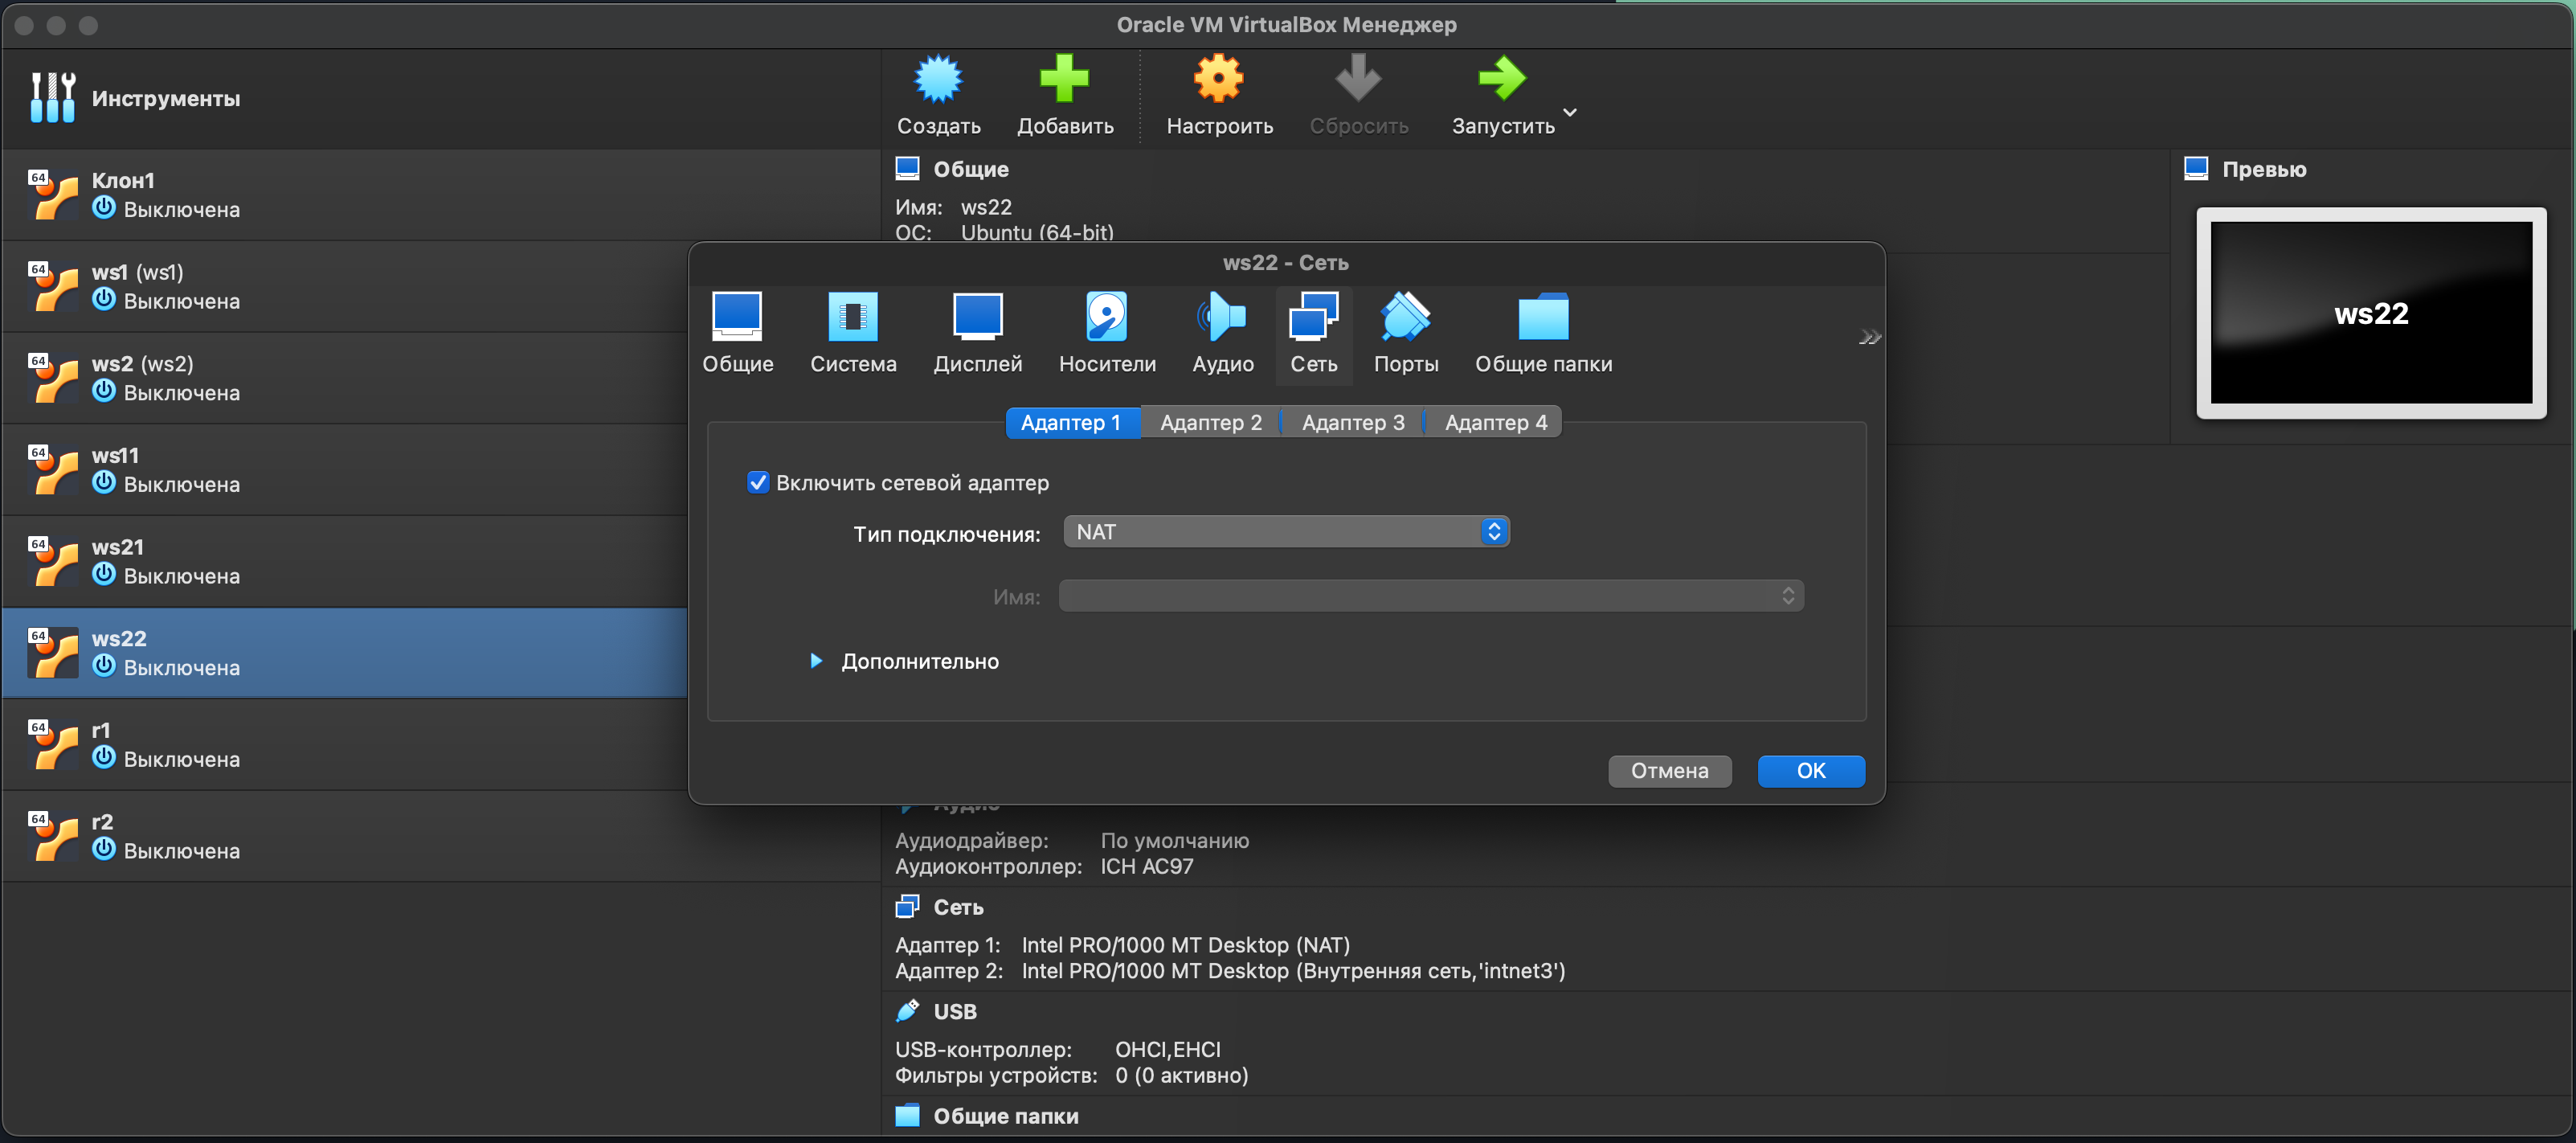 Oracle VM VirtualBox Менеджер
Инструменты
Создать
Добавить
Настроить
Сбросить
Запустить
64
Клон1
Выключена
64
ws1 (ws1)
Выключена
64
ws2 (ws2)
Выключена
64
ws11
Выключена
64
ws21
Выключена
64
ws22
Выключена
64
r1
Выключена
64
r2
Выключена
Общие
Имя: ws22
ОС: Ubuntu (64-bit)
Превью
ws22
ws22 - Сеть
Общие
Система
Дисплей
Носители
Аудио
Сеть
Порты
Общие папки
Адаптер 1
Адаптер 2
Адаптер 3
Адаптер 4
Включить сетевой адаптер
Тип подключения: NAT
Имя:
Дополнительно
Отмена
OK
Аудио
Аудиодрайвер: По умолчанию
Аудиоконтроллер: ICH AC97
Сеть
Адаптер 1: Intel PRO/1000 MT Desktop (NAT)
Адаптер 2: Intel PRO/1000 MT Desktop (Внутренняя сеть,'intnet3')
USB
USB-контроллер: OHCI,EHCI
Фильтры устройств: 0 (0 активно)
Общие папки